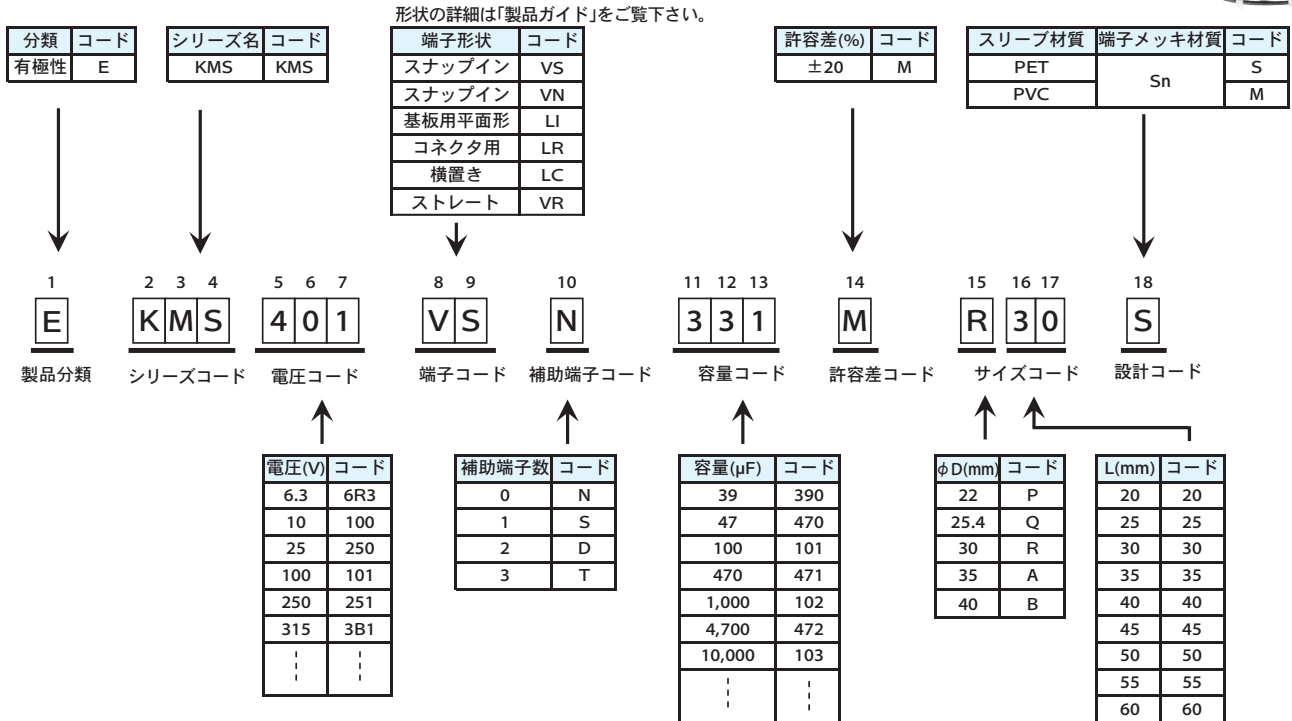 形状の詳細は「製品ガイド」をご覧下さい。
分類 コード
有極性 E
シリーズ名 コード
KMS KMS
端子形状 コード
スナップイン VS
スナップイン VN
基板用平面形 LI
コネクタ用 LR
横置き LC
ストレート VR
許容差(%) コード
±20 M
スリーブ材質 端子メッキ材質 コード
PET Sn S
PVC M
1 2 3 4 5 6 7 8 9 10 11 12 13 14 15 16 17 18
E K M S 4 0 1 V S N 3 3 1 M R 3 0 S
製品分類 シリーズコード 電圧コード 端子コード 補助端子コード 容量コード 許容差コード サイズコード 設計コード
電圧(V) コード
6.3 6R3
10 100
25 250
100 101
250 251
315 3B1
補助端子数 コード
0 N
1 S
2 D
3 T
容量(μF) コード
39 390
47 470
100 101
470 471
1,000 102
4,700 472
10,000 103
φD(mm) コード
22 P
25.4 Q
30 R
35 A
40 B
L(mm) コード
20 20
25 25
30 30
35 35
40 40
45 45
50 50
55 55
60 60